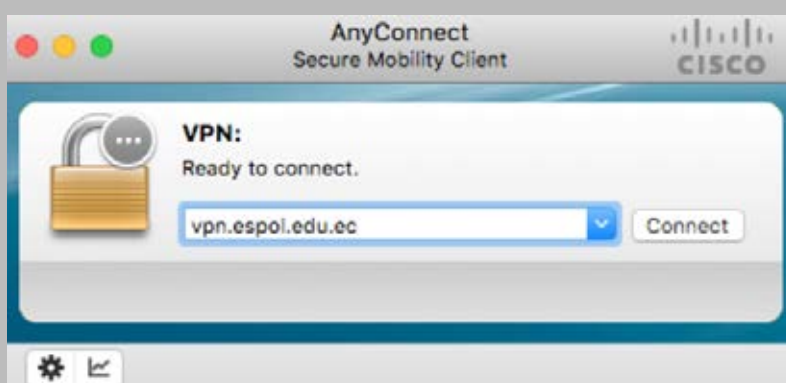 AnyConnect
Secure Mobility Client
CISCO
VPN:
Ready to connect.
vpn.espol.edu.ec
Connect